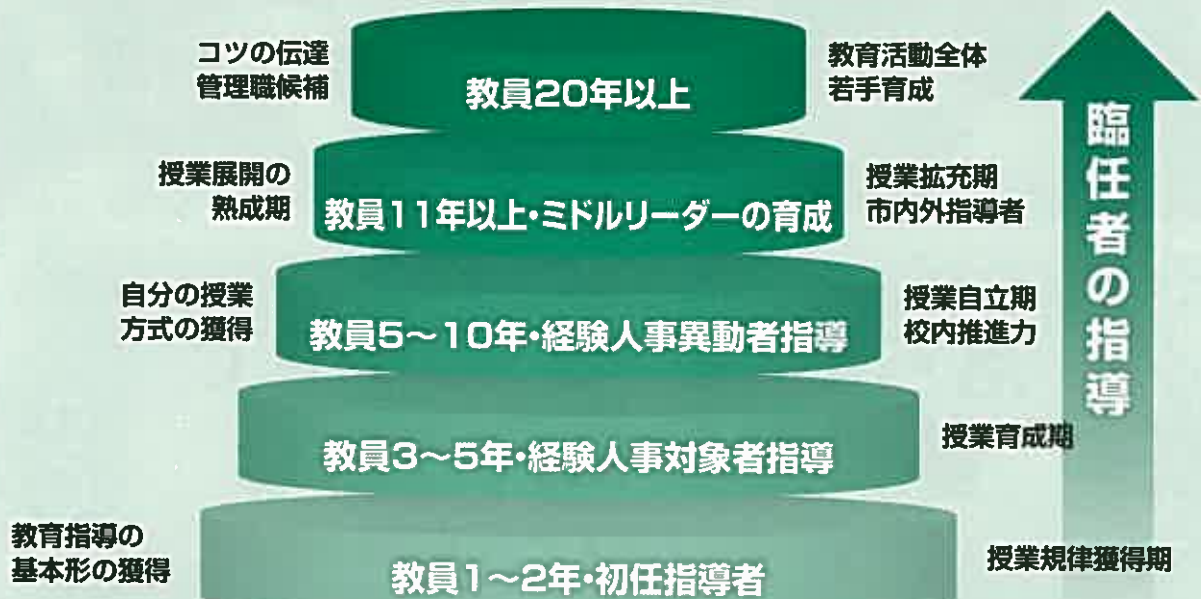 コツの伝達
管理職候補
教員20年以上
教育活動全体
若手育成
授業展開の
熟成期
教員11年以上・ミドルリーダーの育成
授業拡充期
市内外指導者
自分の授業
方式の獲得
教員5～10年・経験人事異動者指導
授業自立期
校内推進力
教員3～5年・経験人事対象者指導
授業育成期
教育指導の
基本形の獲得
教員1～2年・初任指導者
授業規律獲得期
臨任者の指導